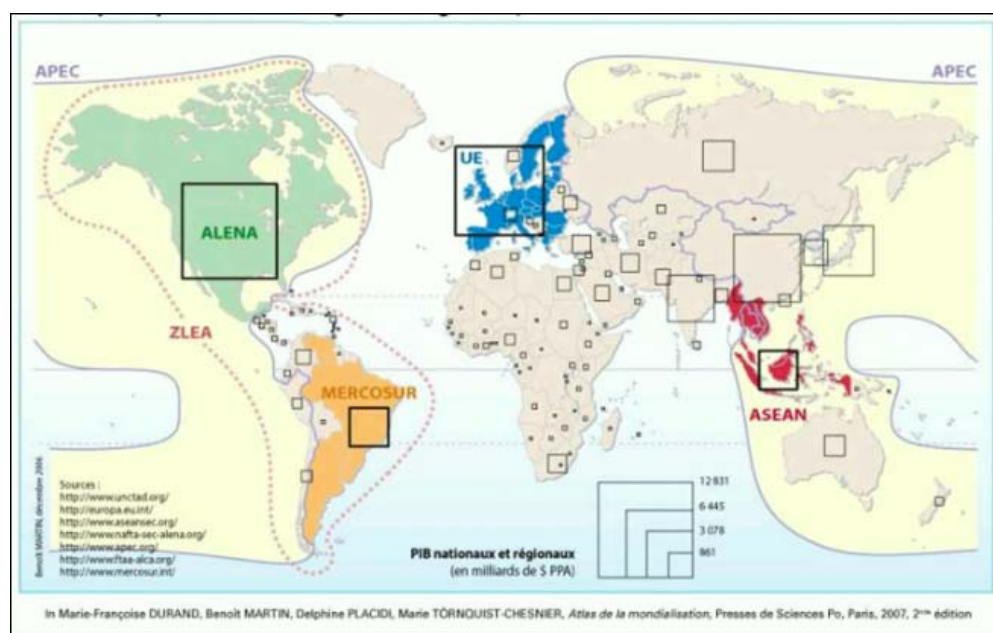 APEC
APEC
UE
ALENA
ZLEA
MERCOSUR
ASEAN
Benoît MARTIN, décembre 2006
Sources :
http://www.unctad.org/
http://europa.eu.int/
http://www.aseansec.org/
http://www.nafta-sec-alena.org/
http://www.apec.org/
http://www.ftaa-alca.org/
http://www.mercosur.int/
PIB nationaux et régionaux
(en milliards de $ PPA)
12 831
6 445
3 078
861
In Marie-Françoise DURAND, Benoît MARTIN, Delphine PLACIDI, Marie TÖRNQUIST-CHESNIER, Atlas de la mondialisation, Presses de Sciences Po, Paris, 2007, 2ème édition